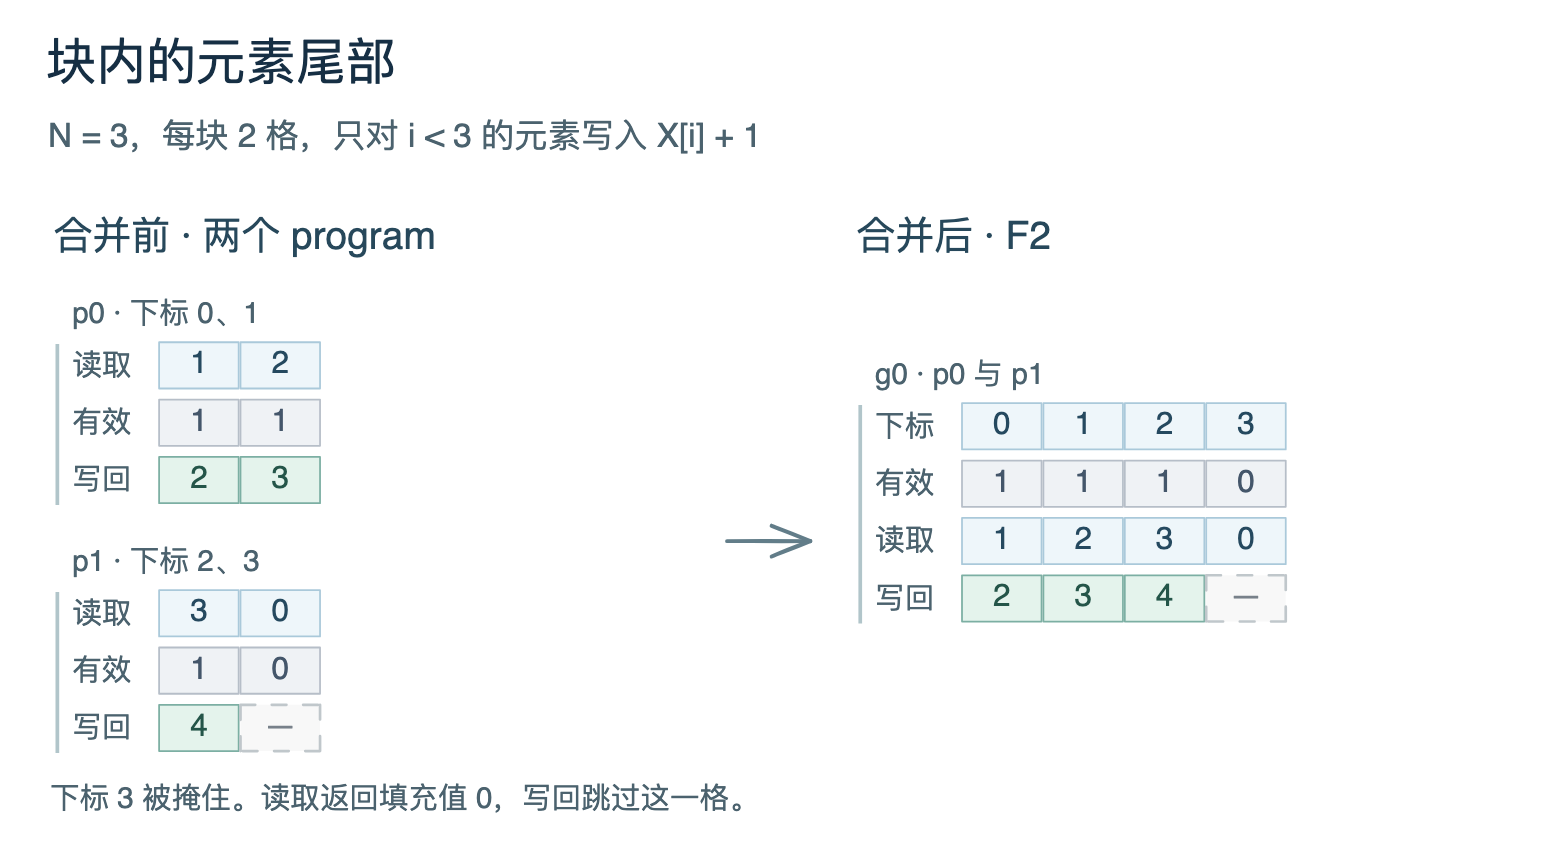 块内的元素尾部
N = 3，每块 2 格，只对 i < 3 的元素写入 X[i] + 1
合并前 · 两个 program
p0 · 下标 0、1
读取 1 2
有效 1 1
写回 2 3
p1 · 下标 2、3
读取 3 0
有效 1 0
写回 4 —
合并后 · F2
g0 · p0 与 p1
下标 0 1 2 3
有效 1 1 1 0
读取 1 2 3 0
写回 2 3 4 —
下标 3 被掩住。读取返回填充值 0，写回跳过这一格。